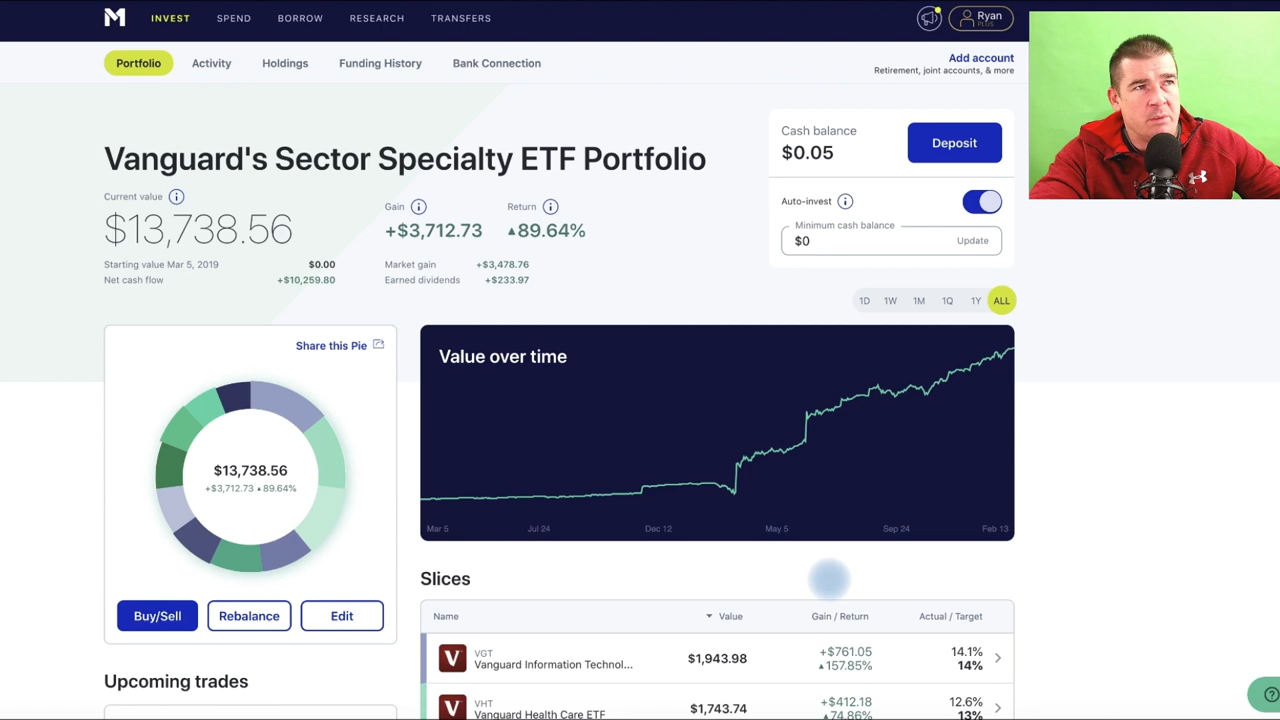 INVEST SPEND BORROW RESEARCH TRANSFERS
Ryan
PLUS
Portfolio Activity Holdings Funding History Bank Connection
Add account
Retirement, joint accounts, & more
Vanguard's Sector Specialty ETF Portfolio
Cash balance
$0.05
Deposit
Current value
$13,738.56
Gain
+$3,712.73
Return
▲89.64%
Auto-invest
Minimum cash balance
$0
Update
Starting value Mar 5, 2019 $0.00
Net cash flow +$10,259.80
Market gain +$3,478.76
Earned dividends +$233.97
1D 1W 1M 1Q 1Y ALL
Share this Pie
$13,738.56
+$3,712.73 ▲89.64%
Buy/Sell Rebalance Edit
Value over time
Mar 5 Jul 24 Dec 12 May 5 Sep 24 Feb 13
Slices
Name Value Gain / Return Actual / Target
V
VGT
Vanguard Information Technol...
$1,943.98
+$761.05
▲157.85%
14.1%
14%
V
VHT
Vanguard Health Care ETF
$1,743.74
+$412.18
▲74.86%
12.6%
13%
Upcoming trades